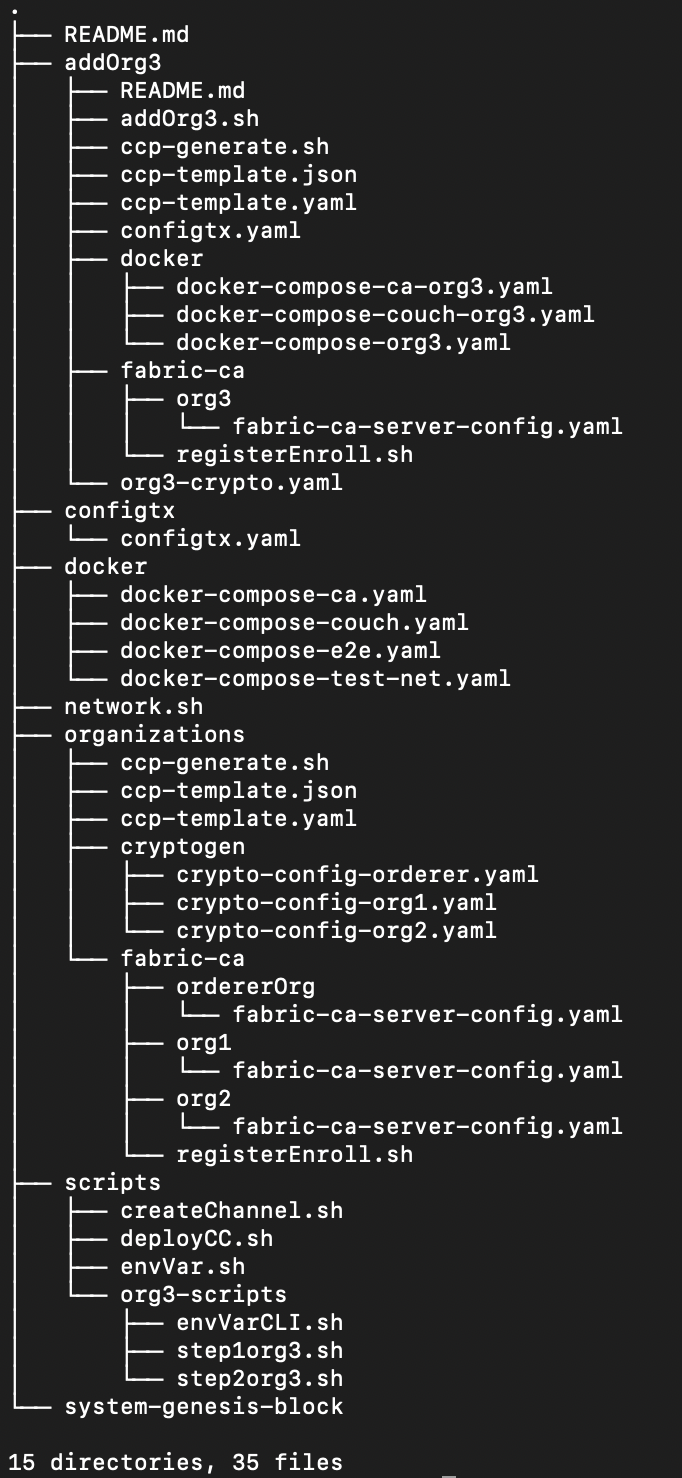 .
├── README.md
├── addOrg3
│   ├── README.md
│   ├── addOrg3.sh
│   ├── ccp-generate.sh
│   ├── ccp-template.json
│   ├── ccp-template.yaml
│   ├── configtx.yaml
│   ├── docker
│   │   ├── docker-compose-ca-org3.yaml
│   │   ├── docker-compose-couch-org3.yaml
│   │   └── docker-compose-org3.yaml
│   ├── fabric-ca
│   │   ├── org3
│   │   │   └── fabric-ca-server-config.yaml
│   │   └── registerEnroll.sh
│   └── org3-crypto.yaml
├── configtx
│   └── configtx.yaml
├── docker
│   ├── docker-compose-ca.yaml
│   ├── docker-compose-couch.yaml
│   ├── docker-compose-e2e.yaml
│   └── docker-compose-test-net.yaml
├── network.sh
├── organizations
│   ├── ccp-generate.sh
│   ├── ccp-template.json
│   ├── ccp-template.yaml
│   ├── cryptogen
│   │   ├── crypto-config-orderer.yaml
│   │   ├── crypto-config-org1.yaml
│   │   └── crypto-config-org2.yaml
│   └── fabric-ca
│       ├── ordererOrg
│       │   └── fabric-ca-server-config.yaml
│       ├── org1
│       │   └── fabric-ca-server-config.yaml
│       ├── org2
│       │   └── fabric-ca-server-config.yaml
│       └── registerEnroll.sh
├── scripts
│   ├── createChannel.sh
│   ├── deployCC.sh
│   ├── envVar.sh
│   └── org3-scripts
│       ├── envVarCLI.sh
│       ├── step1org3.sh
│       └── step2org3.sh
└── system-genesis-block

15 directories, 35 files